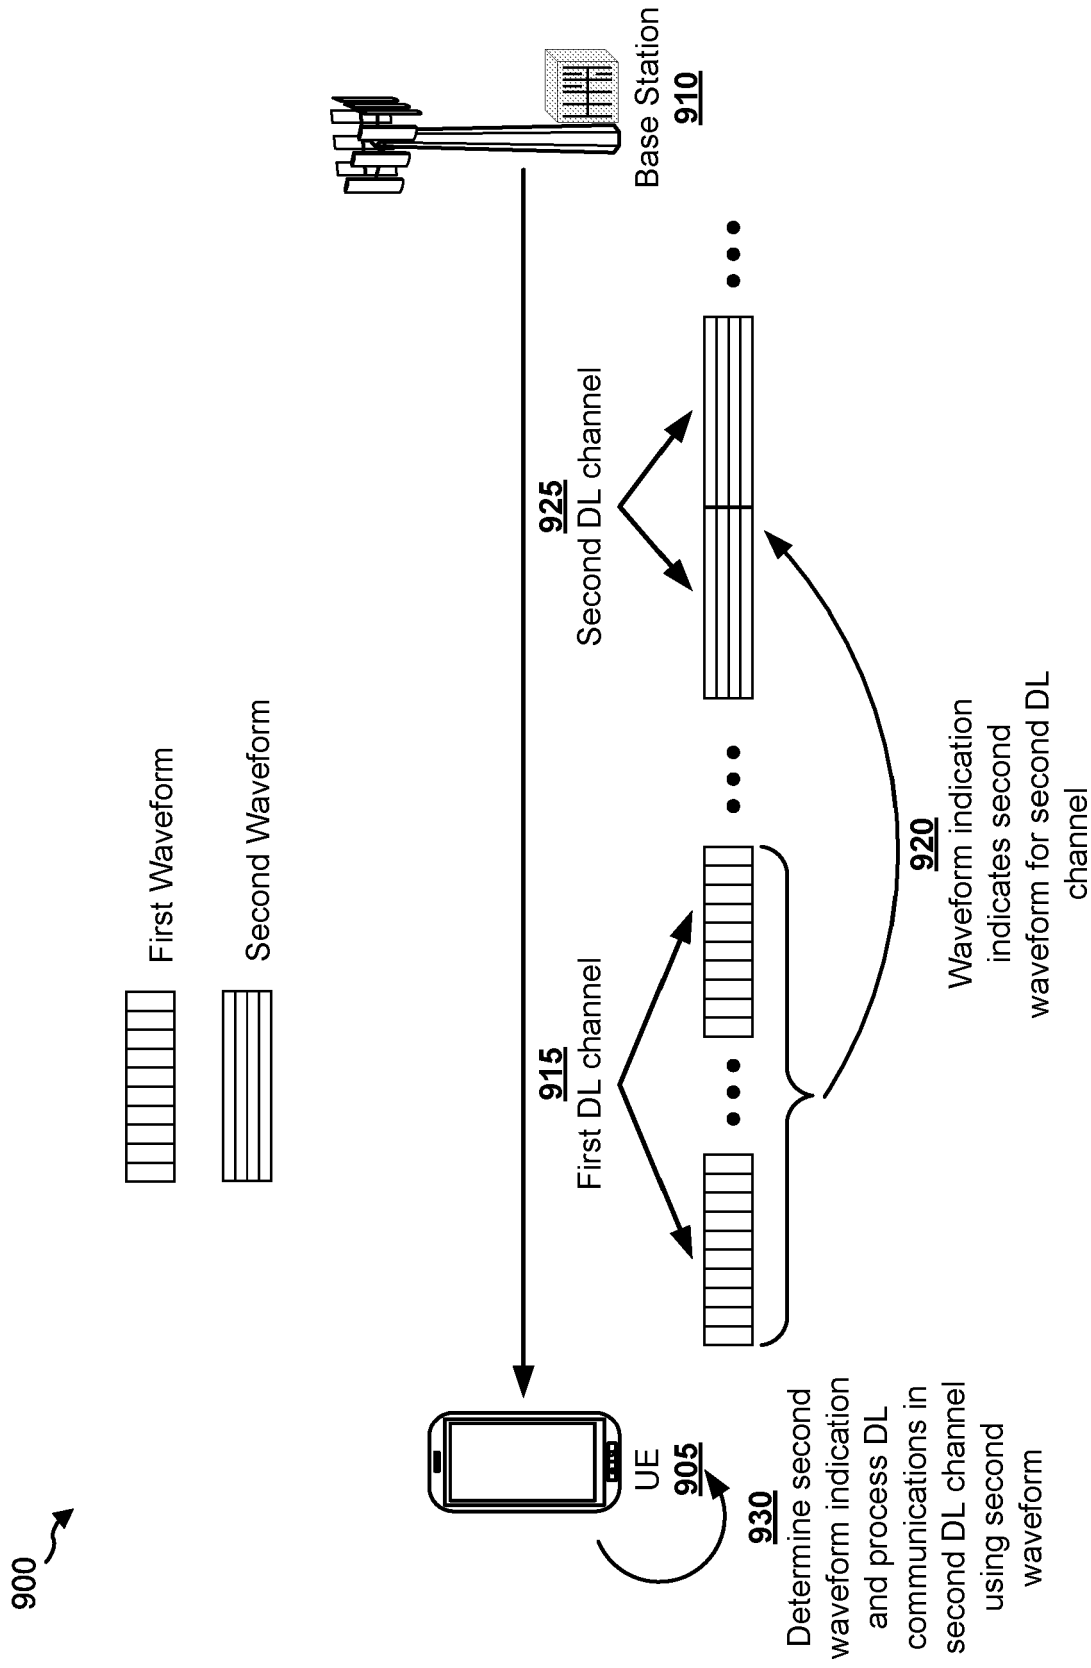 900
First Waveform
Second Waveform
Base Station
910
UE
905
915
First DL channel
925
Second DL channel
920
Waveform indication
indicates second
waveform for second DL
channel
930
Determine second
waveform indication
and process DL
communications in
second DL channel
using second
waveform